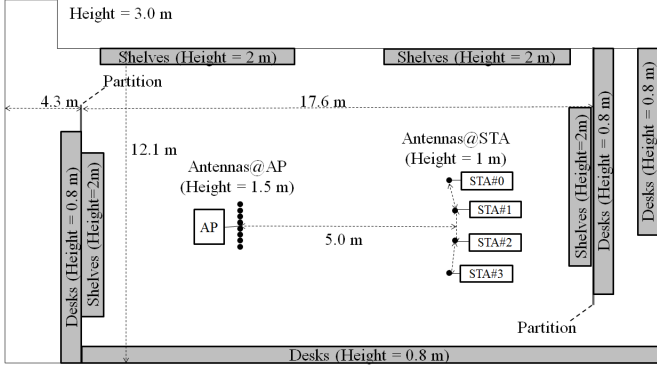 Height = 3.0 m
Shelves (Height = 2 m)
Shelves (Height = 2 m)
Partition
4.3 m
17.6 m
12.1 m
Antennas@AP
(Height = 1.5 m)
Antennas@STA
(Height = 1 m)
STA#0
STA#1
STA#2
STA#3
AP
5.0 m
Desks (Height = 0.8 m)
Shelves (Height=2m)
Shelves (Height=2m)
Desks (Height = 0.8 m)
Desks (Height = 0.8 m)
Partition
Desks (Height = 0.8 m)